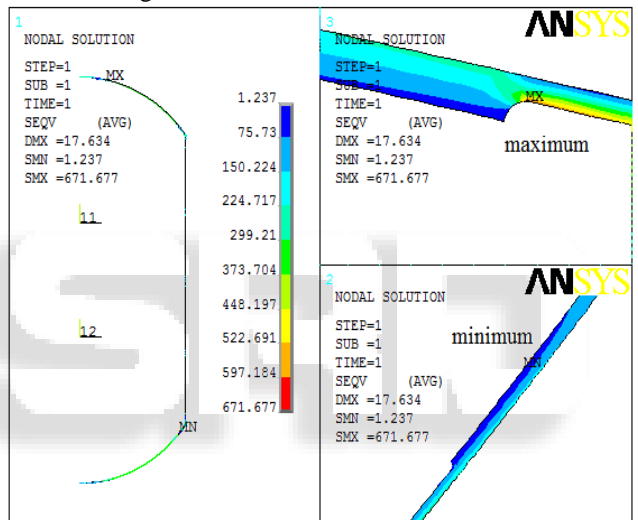 1
NODAL SOLUTION
STEP=1
SUB =1
TIME=1
SEQV (AVG)
DMX =17.634
SMN =1.237
SMX =671.677
MX
11
12
MN
1.237
75.73
150.224
224.717
299.21
373.704
448.197
522.691
597.184
671.677
3
ANSYS
NODAL SOLUTION
STEP=1
SUB =1
TIME=1
SEQV (AVG)
DMX =17.634
SMN =1.237
SMX =671.677
MX
maximum
2
ANSYS
NODAL SOLUTION
STEP=1
SUB =1
TIME=1
SEQV (AVG)
DMX =17.634
SMN =1.237
SMX =671.677
minimum
MN